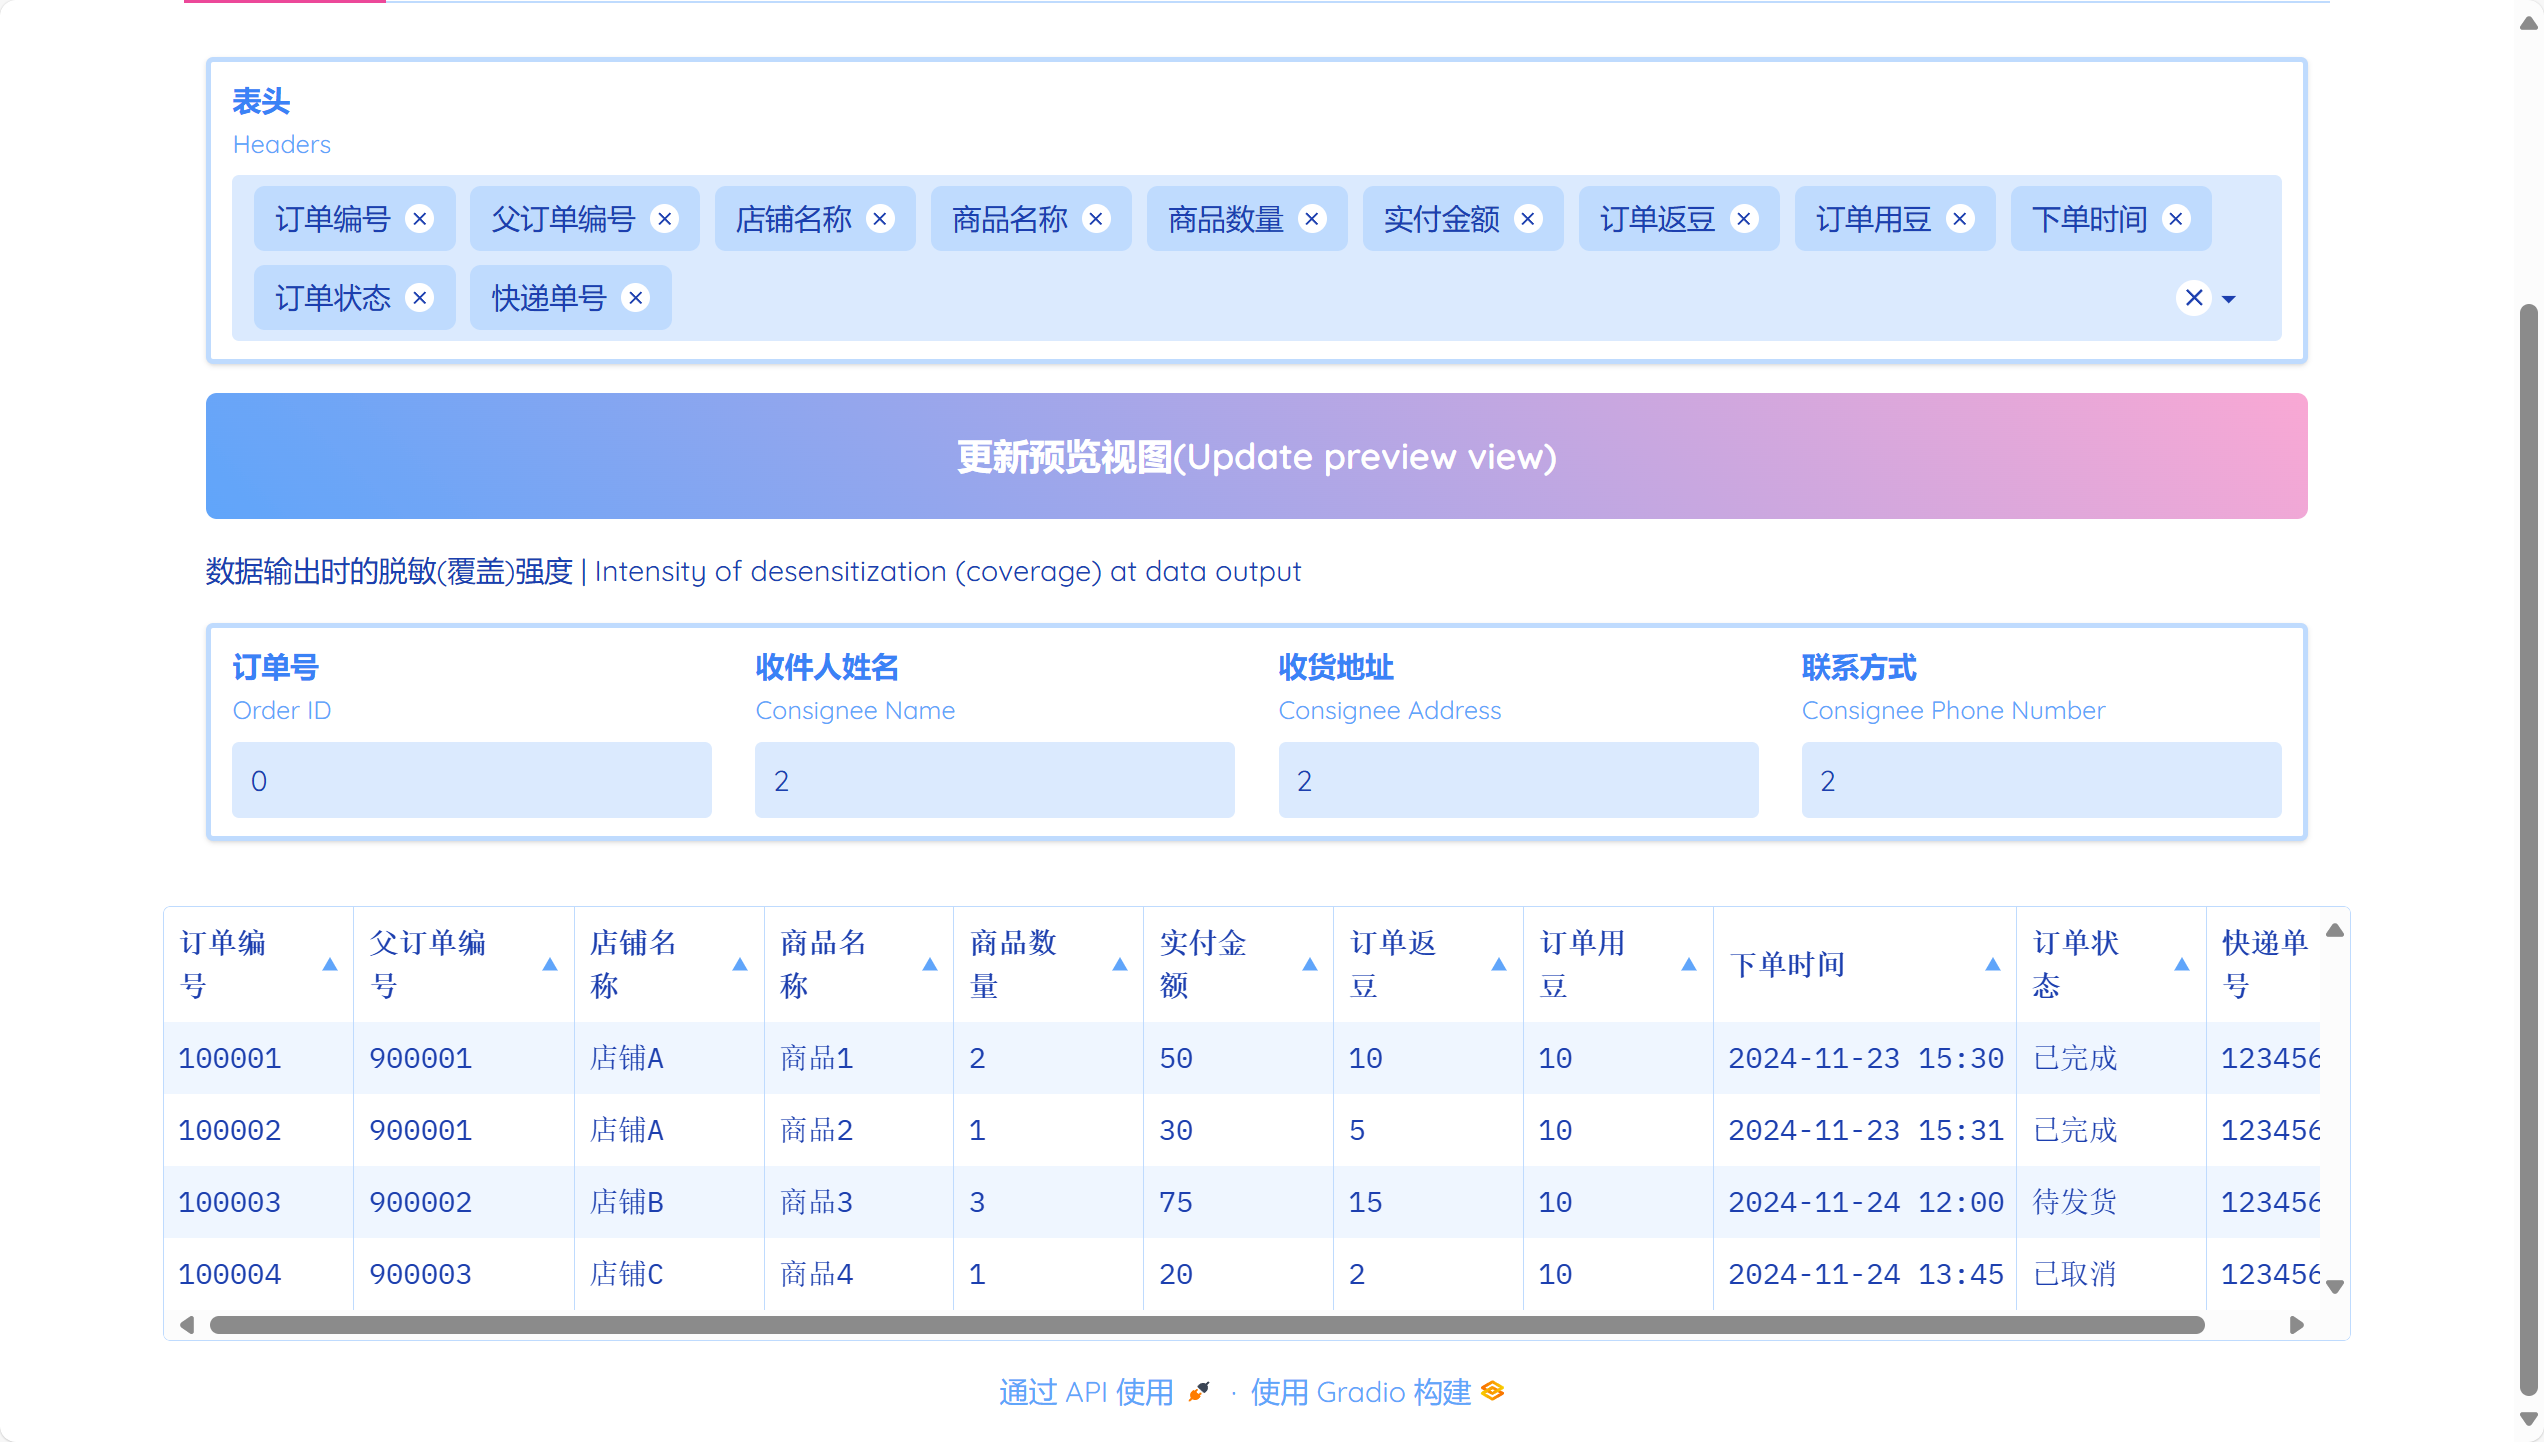 表头
Headers
订单编号 父订单编号 店铺名称 商品名称 商品数量 实付金额 订单返豆 订单用豆 下单时间
订单状态 快递单号
更新预览视图(Update preview view)
数据输出时的脱敏(覆盖)强度 | Intensity of desensitization (coverage) at data output
订单号 收件人姓名 收货地址 联系方式
Order ID Consignee Name Consignee Address Consignee Phone Number
0 2 2 2
订单编号 父订单编号 店铺名称 商品名称 商品数量 实付金额 订单返豆 订单用豆 下单时间 订单状态 快递单号
100001 900001 店铺A 商品1 2 50 10 10 2024-11-23 15:30 已完成 123456
100002 900001 店铺A 商品2 1 30 5 10 2024-11-23 15:31 已完成 123456
100003 900002 店铺B 商品3 3 75 15 10 2024-11-24 12:00 待发货 123456
100004 900003 店铺C 商品4 1 20 2 10 2024-11-24 13:45 已取消 123456
通过 API 使用 · 使用 Gradio 构建